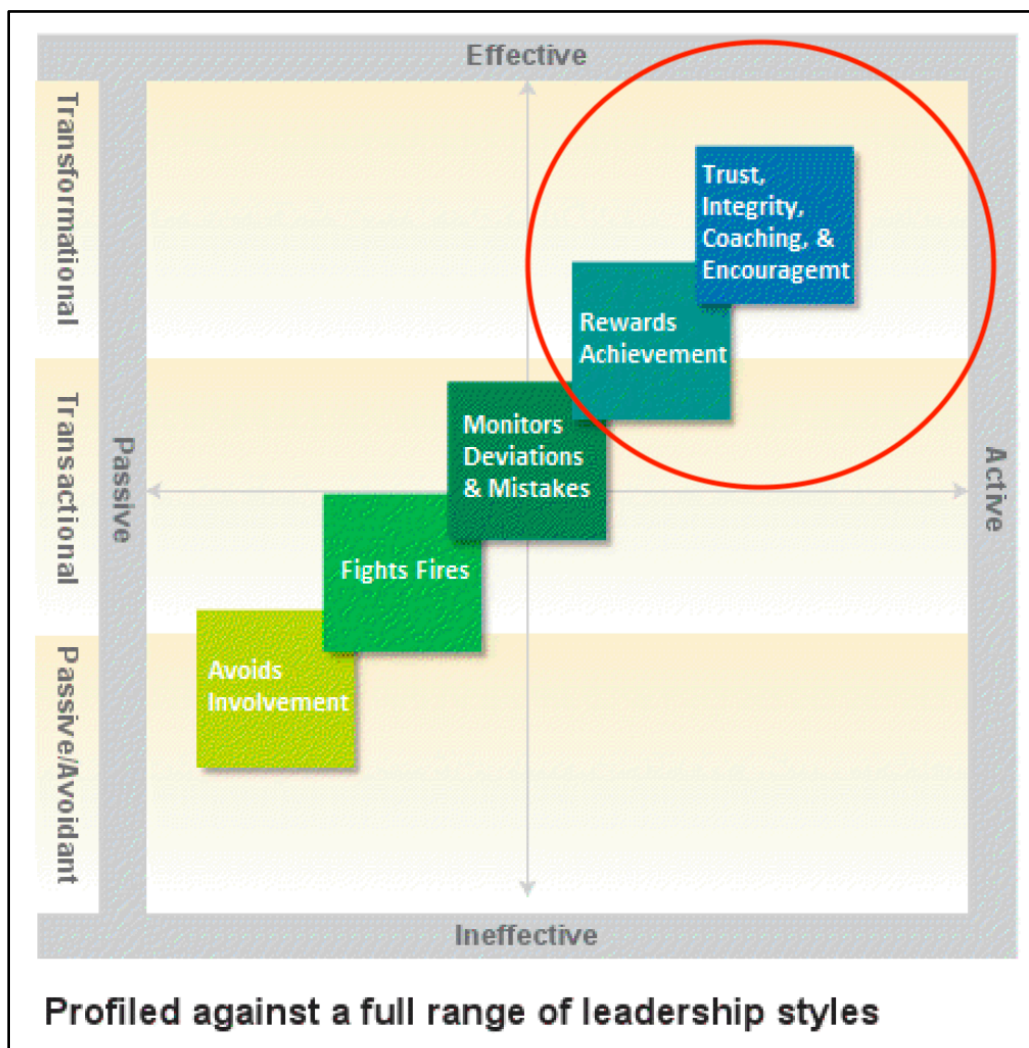 Effective
Transformational
Trust,
Integrity,
Coaching, &
Encouragemt
Rewards
Achievement
Transactional
Passive
Monitors
Deviations
& Mistakes
Active
Fights Fires
Passive/Avoidant
Avoids
Involvement
Ineffective
Profiled against a full range of leadership styles